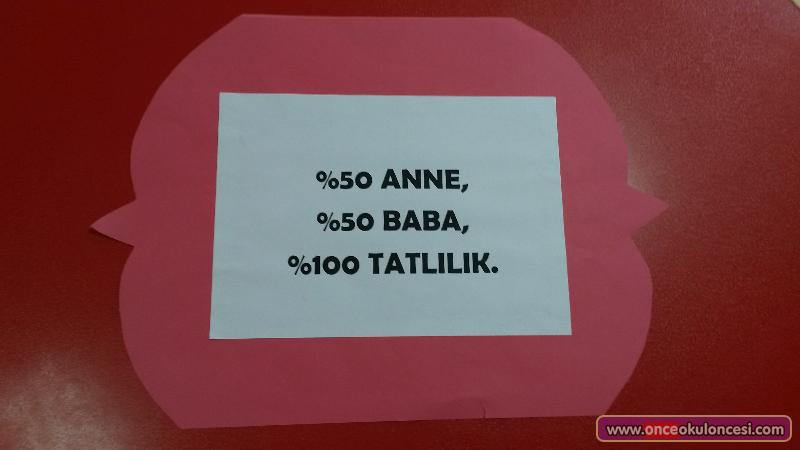 %50 ANNE,
%50 BABA,
%100 TATLILIK.
www.onceokuloncesi.com